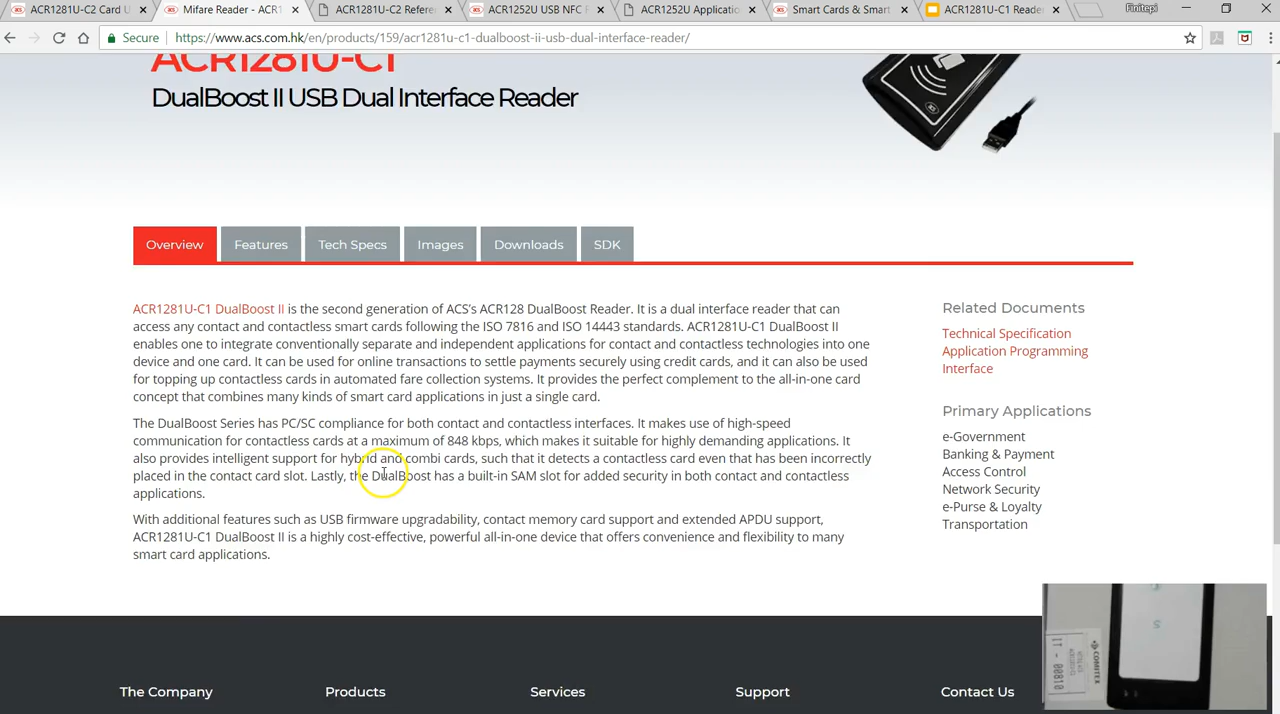 ACR1281U-C2 Card U
Mifare Reader - ACR1
ACR1281U-C2 Refere
ACR1252U USB NFC
ACR1252U Applicatio
Smart Cards & Smart
ACR1281U-C1 Reade
Finitepi
Secure
https://www.acs.com.hk/en/products/159/acr1281u-c1-dualboost-ii-usb-dual-interface-reader/
ACR1281U-C1
DualBoost II USB Dual Interface Reader
Overview
Features
Tech Specs
Images
Downloads
SDK
ACR1281U-C1 DualBoost II is the second generation of ACS's ACR128 DualBoost Reader. It is a dual interface reader that can
access any contact and contactless smart cards following the ISO 7816 and ISO 14443 standards. ACR1281U-C1 DualBoost II
enables one to integrate conventionally separate and independent applications for contact and contactless technologies into one
device and one card. It can be used for online transactions to settle payments securely using credit cards, and it can also be used
for topping up contactless cards in automated fare collection systems. It provides the perfect complement to the all-in-one card
concept that combines many kinds of smart card applications in just a single card.
The DualBoost Series has PC/SC compliance for both contact and contactless interfaces. It makes use of high-speed
communication for contactless cards at a maximum of 848 kbps, which makes it suitable for highly demanding applications. It
also provides intelligent support for hybrid and combi cards, such that it detects a contactless card even that has been incorrectly
placed in the contact card slot. Lastly, the DualBoost has a built-in SAM slot for added security in both contact and contactless
applications.
With additional features such as USB firmware upgradability, contact memory card support and extended APDU support,
ACR1281U-C1 DualBoost II is a highly cost-effective, powerful all-in-one device that offers convenience and flexibility to many
smart card applications.
Related Documents
Technical Specification
Application Programming
Interface
Primary Applications
e-Government
Banking & Payment
Access Control
Network Security
e-Purse & Loyalty
Transportation
The Company
Products
Services
Support
Contact Us